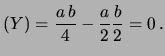 (Y) = \frac{a\,b}{4} - \frac{a}{2}\frac{b}{2} = 0 .